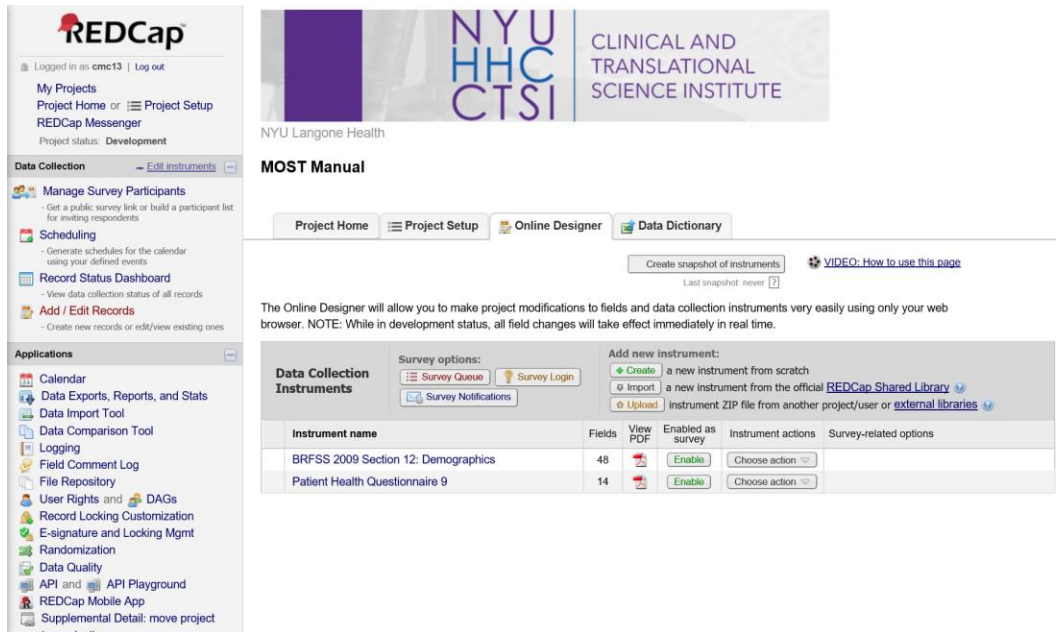 REDCap
Logged in as cmc13 | Log out
My Projects
Project Home or Project Setup
REDCap Messenger
Project status: Development
Data Collection
Edit instruments
Manage Survey Participants
- Get a public survey link or build a participant list
for inviting respondents
Scheduling
- Generate schedules for the calendar
using your defined events
Record Status Dashboard
- View data collection status of all records
Add / Edit Records
- Create new records or edit/view existing ones
Applications
Calendar
Data Exports, Reports, and Stats
Data Import Tool
Data Comparison Tool
Logging
Field Comment Log
File Repository
User Rights and DAGs
Record Locking Customization
E-signature and Locking Mgmt
Randomization
Data Quality
API and API Playground
REDCap Mobile App
Supplemental Detail: move project
NYU
HHC
CTSI
CLINICAL AND
TRANSLATIONAL
SCIENCE INSTITUTE
NYU Langone Health
MOST Manual
Project Home Project Setup Online Designer Data Dictionary
Create snapshot of instruments VIDEO: How to use this page
Last snapshot: never ?
The Online Designer will allow you to make project modifications to fields and data collection instruments very easily using only your web
browser. NOTE: While in development status, all field changes will take effect immediately in real time.
Data Collection
Instruments
Survey options:
Survey Queue Survey Login
Survey Notifications
Add new instrument:
Create a new instrument from scratch
Import a new instrument from the official REDCap Shared Library
Upload instrument ZIP file from another project/user or external libraries
Instrument name Fields View PDF Enabled as survey Instrument actions Survey-related options
BRFSS 2009 Section 12: Demographics 48 Enable Choose action
Patient Health Questionnaire 9 14 Enable Choose action